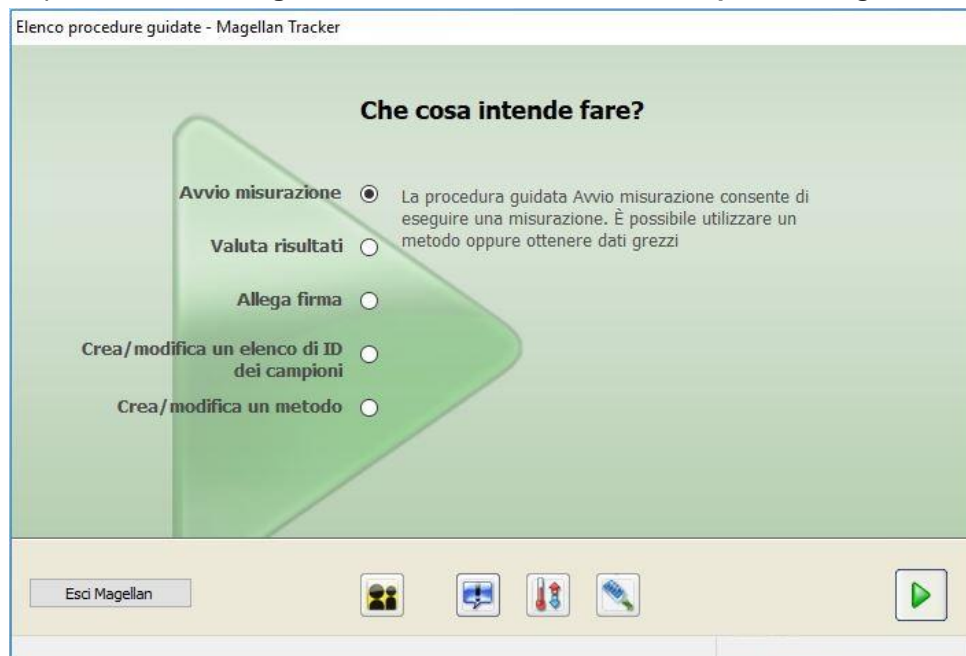 Elenco procedure guidate - Magellan Tracker
Che cosa intende fare?
Avvio misurazione
La procedura guidata Avvio misurazione consente di
eseguire una misurazione. È possibile utilizzare un
metodo oppure ottenere dati grezzi
Valuta risultati
Allega firma
Crea/modifica un elenco di ID
dei campioni
Crea/modifica un metodo
Esci Magellan